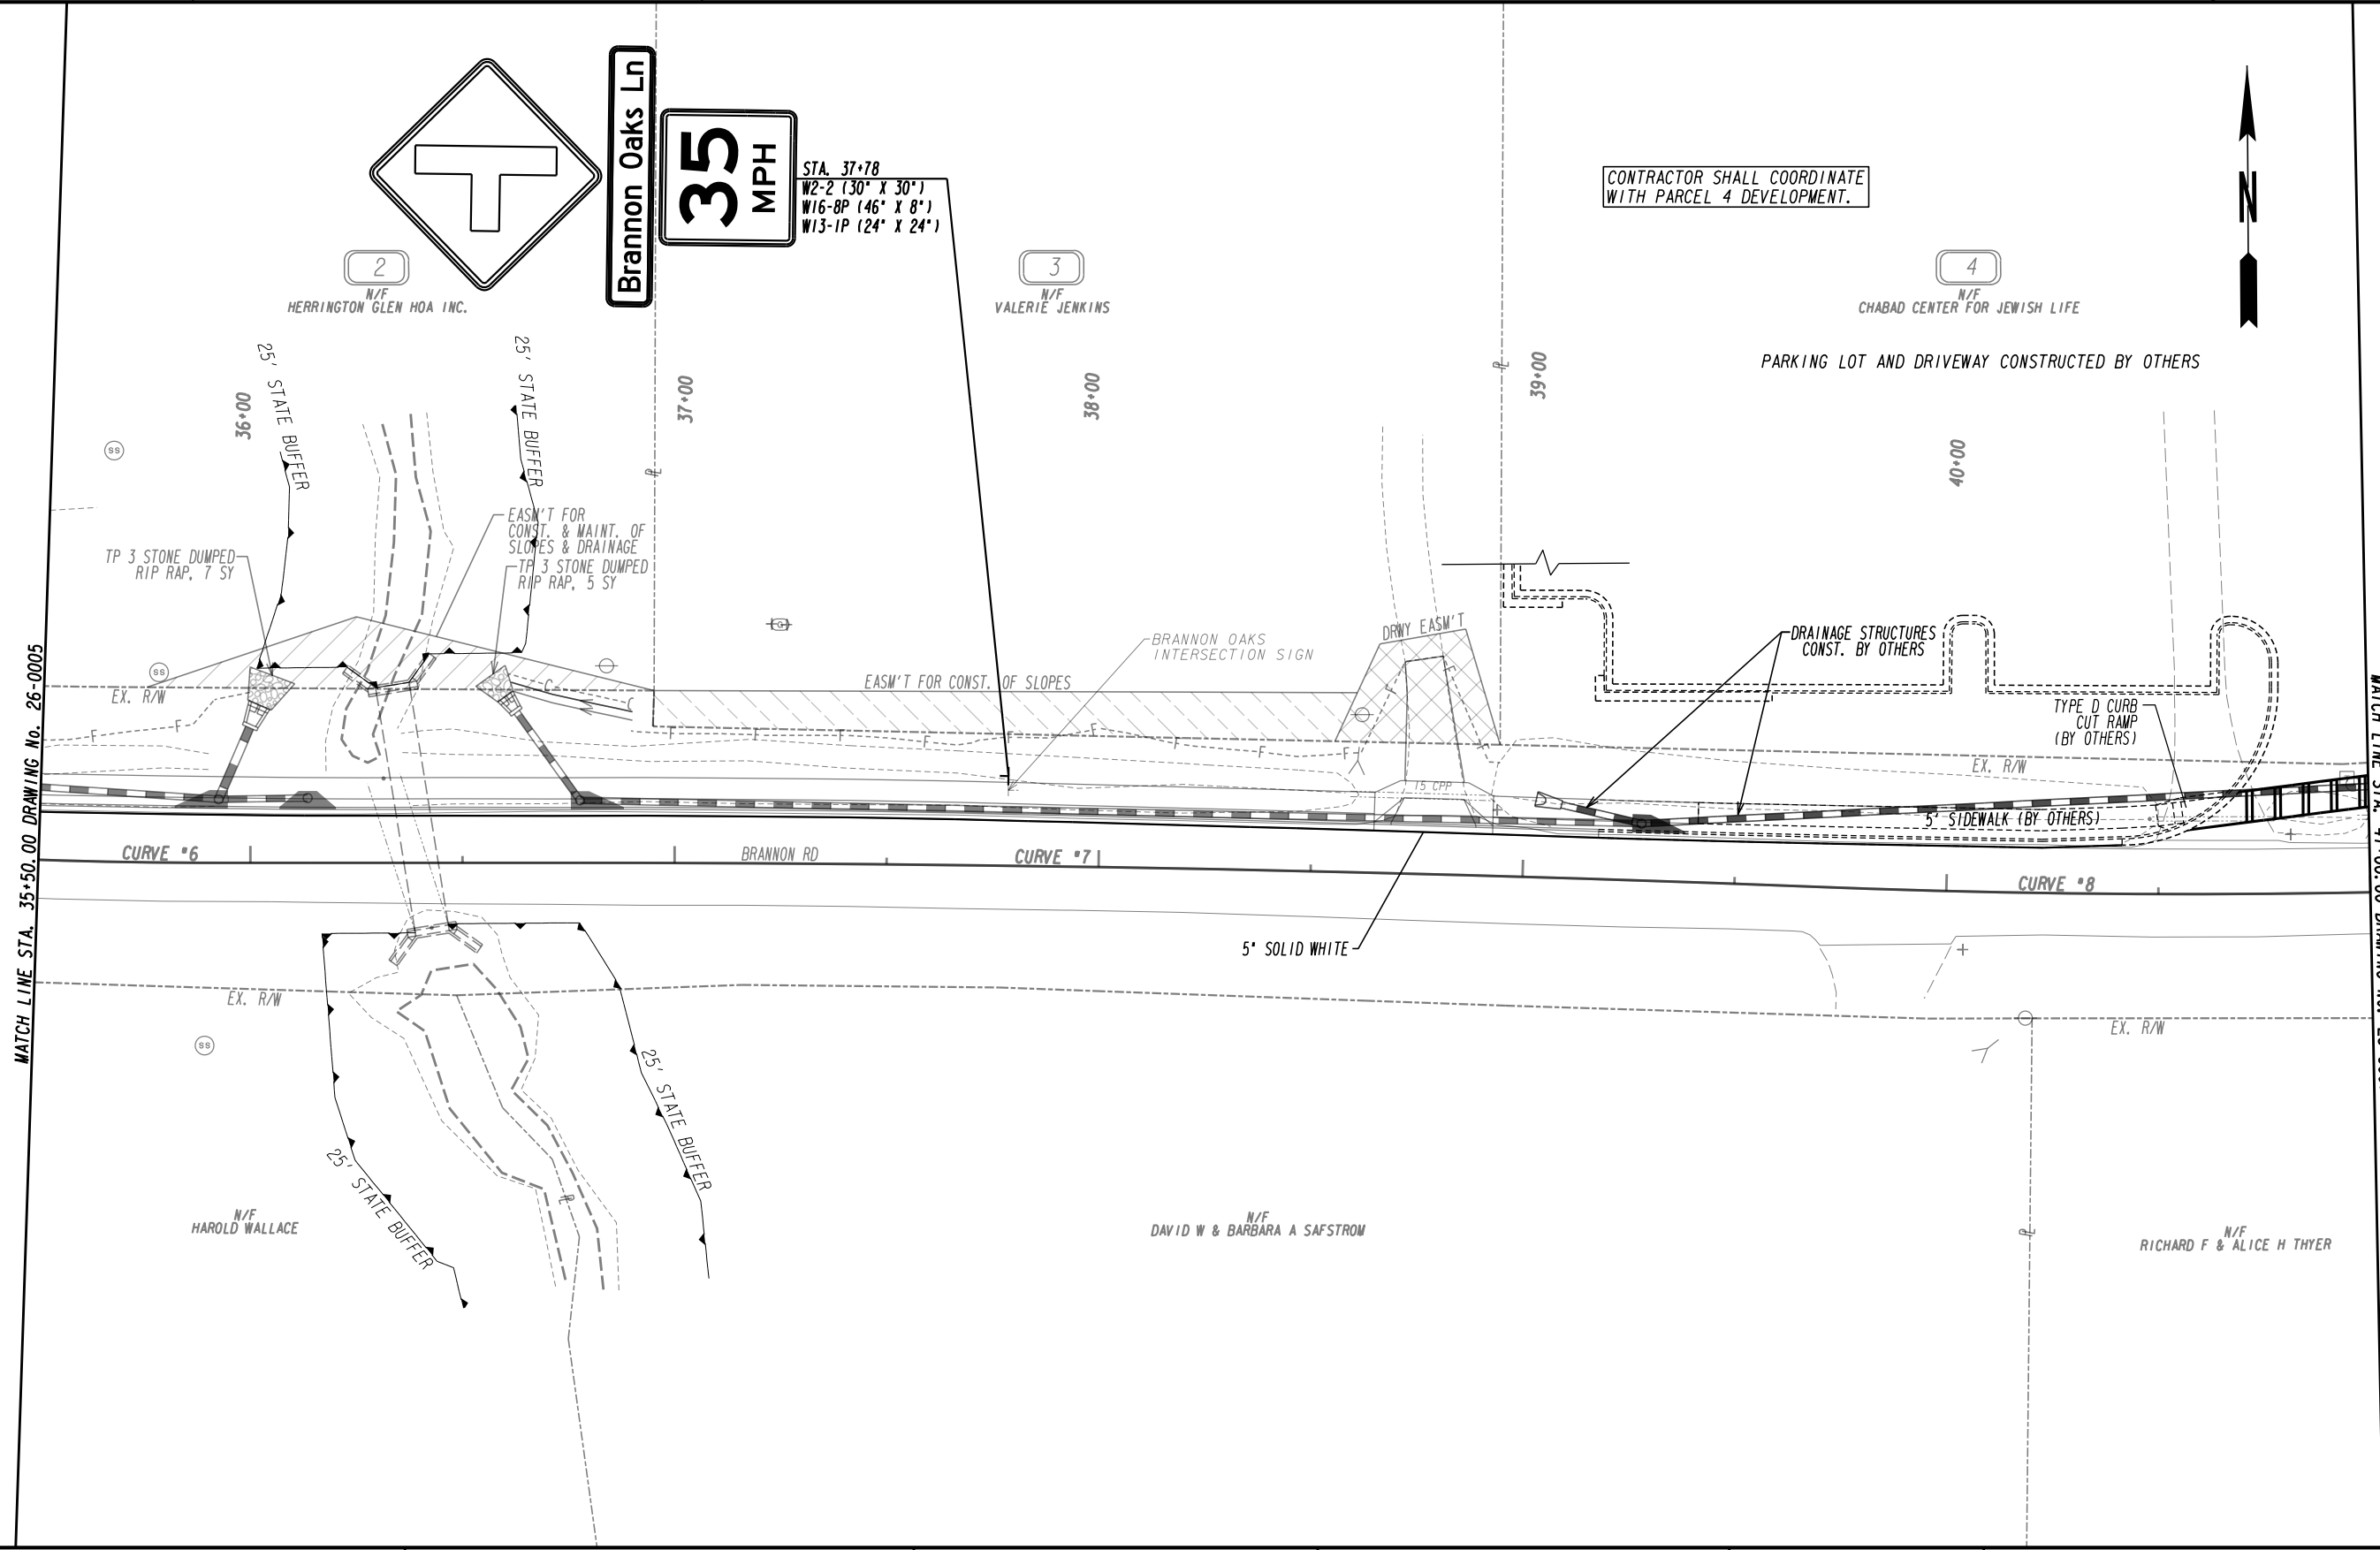 Brannon Oaks Ln
35
MPH
STA. 37+78
W2-2 (30" X 30")
W16-8P (46" X 8")
W13-1P (24" X 24")
CONTRACTOR SHALL COORDINATE
WITH PARCEL 4 DEVELOPMENT.
N
2
N/F
HERRINGTON GLEN HOA INC.
3
N/F
VALERIE JENKINS
4
N/F
CHABAD CENTER FOR JEWISH LIFE
PARKING LOT AND DRIVEWAY CONSTRUCTED BY OTHERS
36+00
37+00
38+00
39+00
40+00
25' STATE BUFFER
25' STATE BUFFER
SS
EASM'T FOR
CONST. & MAINT. OF
SLOPES & DRAINAGE
TP 3 STONE DUMPED
RIP RAP, 7 SY
TP 3 STONE DUMPED
RIP RAP, 5 SY
SS
EX. R/W
EASM'T FOR CONST. OF SLOPES
BRANNON OAKS
INTERSECTION SIGN
DRWY EASM'T
DRAINAGE STRUCTURES
CONST. BY OTHERS
TYPE D CURB
CUT RAMP
(BY OTHERS)
EX. R/W
C
C
F
F
F
F
F
F
F
F
F
F
F
F
F
F
15 CPP
5' SIDEWALK (BY OTHERS)
CURVE #6
BRANNON RD
CURVE #7
CURVE #8
5" SOLID WHITE
EX. R/W
EX. R/W
SS
25' STATE BUFFER
25' STATE BUFFER
N/F
HAROLD WALLACE
N/F
DAVID W & BARBARA A SAFSTROM
N/F
RICHARD F & ALICE H THYER
MATCH LINE STA. 35+50.00 DRAWING No. 26-0005